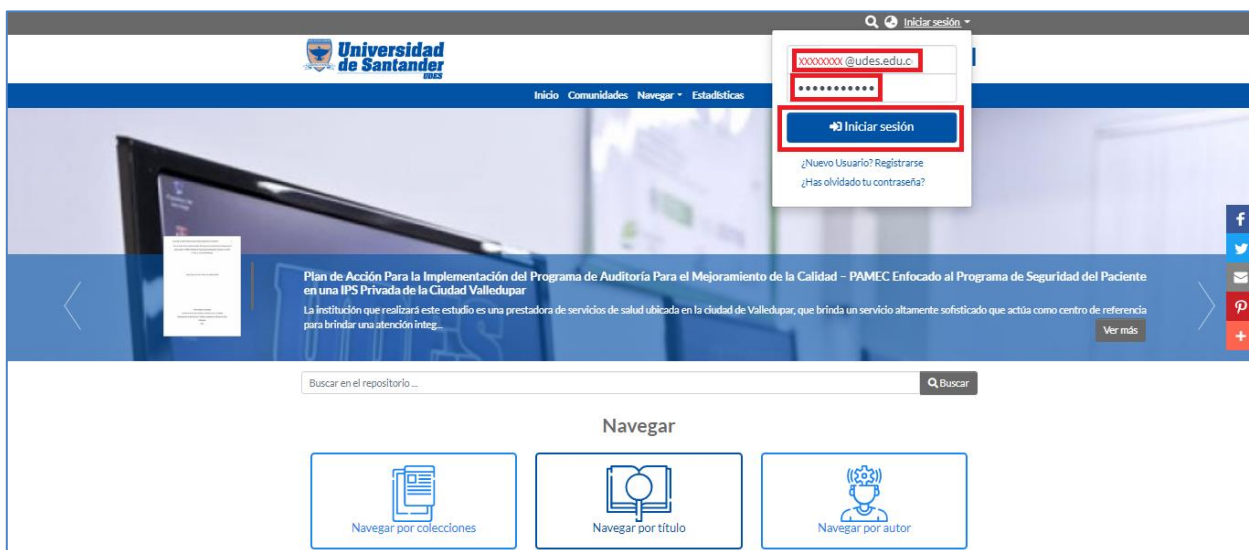 Iniciar sesión
Universidad
de Santander
UDES
xxxxxxxx @udes.edu.c
Iniciar sesión
¿Nuevo Usuario? Registrarse
¿Has olvidado tu contraseña?
Inicio Comunidades Navegar Estadísticas
Plan de Acción Para la Implementación del Programa de Auditoría Para el Mejoramiento de la Calidad – PAMEC Enfocado al Programa de Seguridad del Paciente
en una IPS Privada de la Ciudad Valledupar
La institución que realizará este estudio es una prestadora de servicios de salud ubicada en la ciudad de Valledupar, que brinda un servicio altamente sofisticado que actúa como centro de referencia
para brindar una atención integ...
Ver más
Buscar en el repositorio ...
Buscar
Navegar
Navegar por colecciones
Navegar por título
Navegar por autor